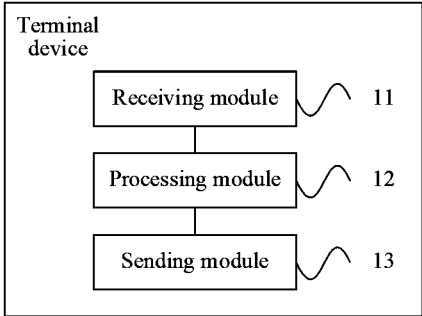 Terminal
device
Receiving module 11
Processing module 12
Sending module 13